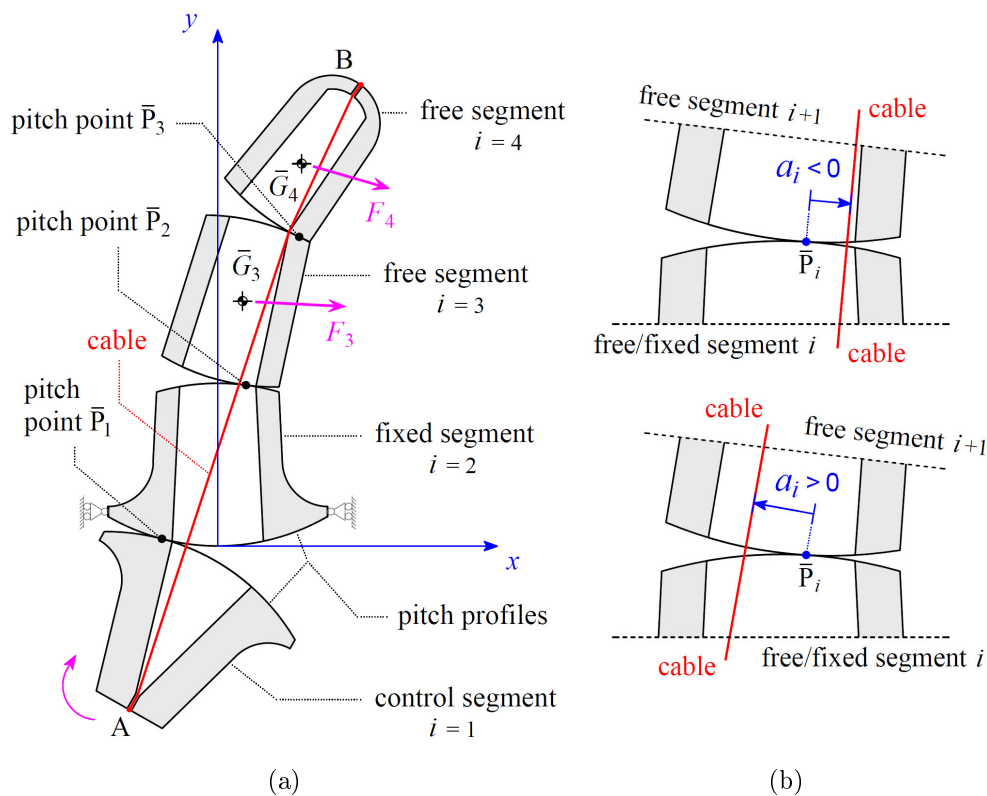 y
B
free segment
i = 4
pitch point P̄₃
Ḡ₄
F₄
pitch point P̄₂
Ḡ₃
free segment
i = 3
F₃
cable
pitch
point P̄₁
fixed segment
i = 2
x
pitch profiles
control segment
i = 1
A
(a)
cable
free segment i+1
aᵢ < 0
P̄ᵢ
free/fixed segment i
cable
cable
free segment i+1
aᵢ > 0
P̄ᵢ
cable
free/fixed segment i
(b)